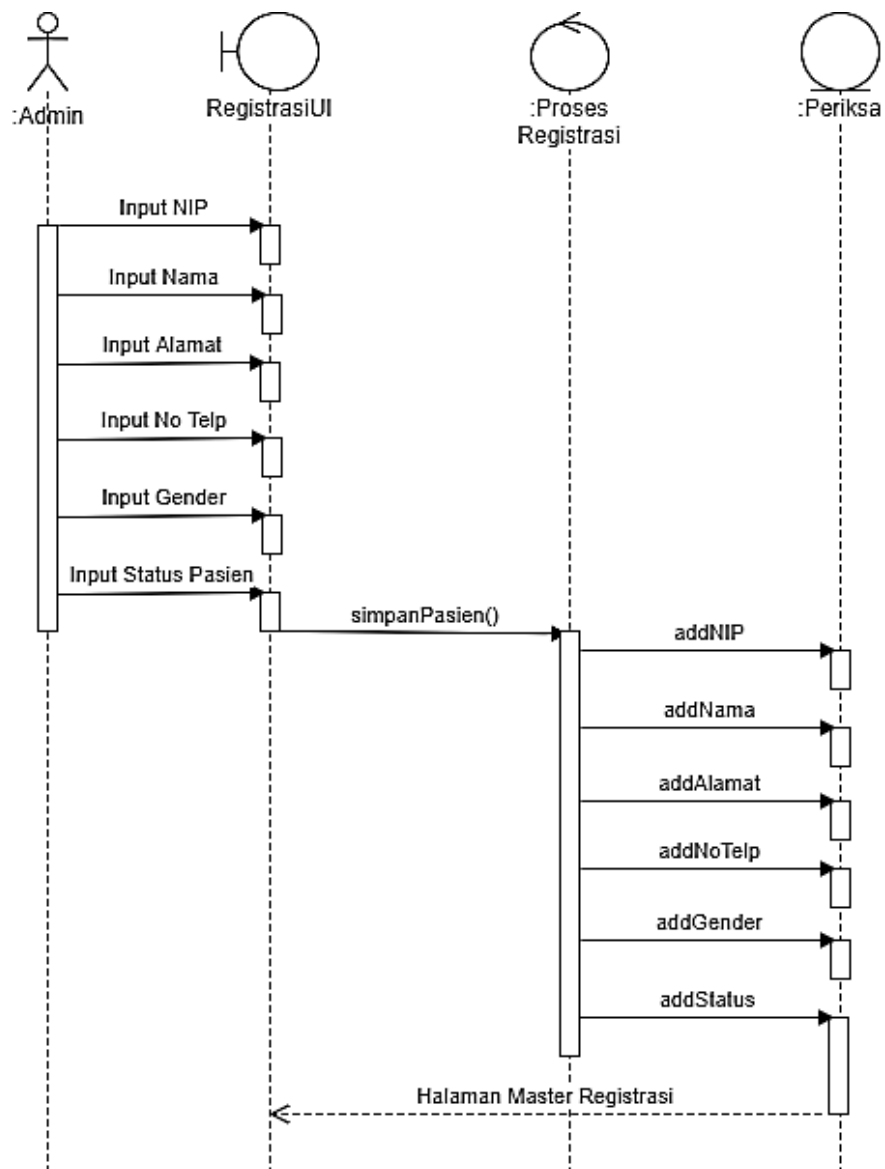 :Admin
RegistrasiUI
:Proses
Registrasi
:Periksa
Input NIP
Input Nama
Input Alamat
Input No Telp
Input Gender
Input Status Pasien
simpanPasien()
addNIP
addNama
addAlamat
addNoTelp
addGender
addStatus
Halaman Master Registrasi